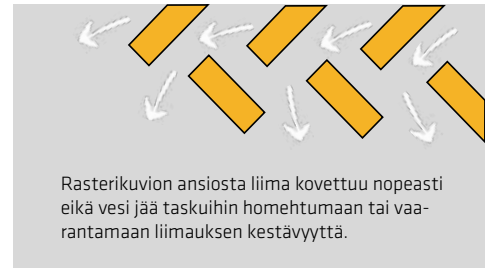 Rasterikuvion ansiosta liima kovettuu nopeasti
eikä vesi jää taskuihin homehtumaan tai vaa-
rantamaan liimauksen kestävyyttä.